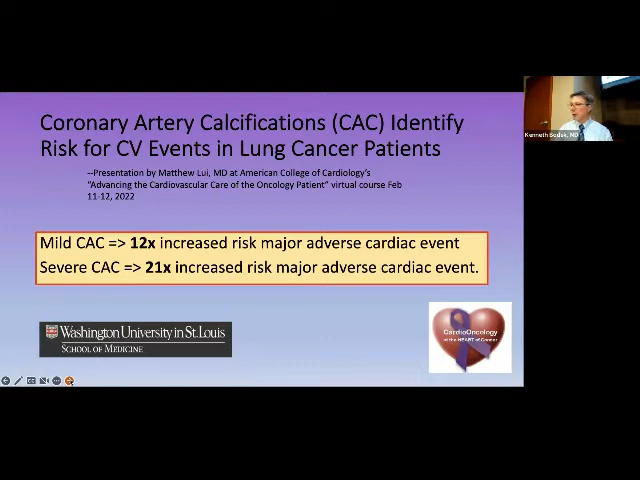 Coronary Artery Calcifications (CAC) Identify
Risk for CV Events in Lung Cancer Patients
--Presentation by Matthew Lui, MD at American College of Cardiology's
"Advancing the Cardiovascular Care of the Oncology Patient" virtual course Feb
11-12, 2022
Mild CAC => 12x increased risk major adverse cardiac event
Severe CAC => 21x increased risk major adverse cardiac event.
Washington University in St. Louis
SCHOOL OF MEDICINE
CardioOncology
at the HEART of Cancer
Kenneth Bodek, MD